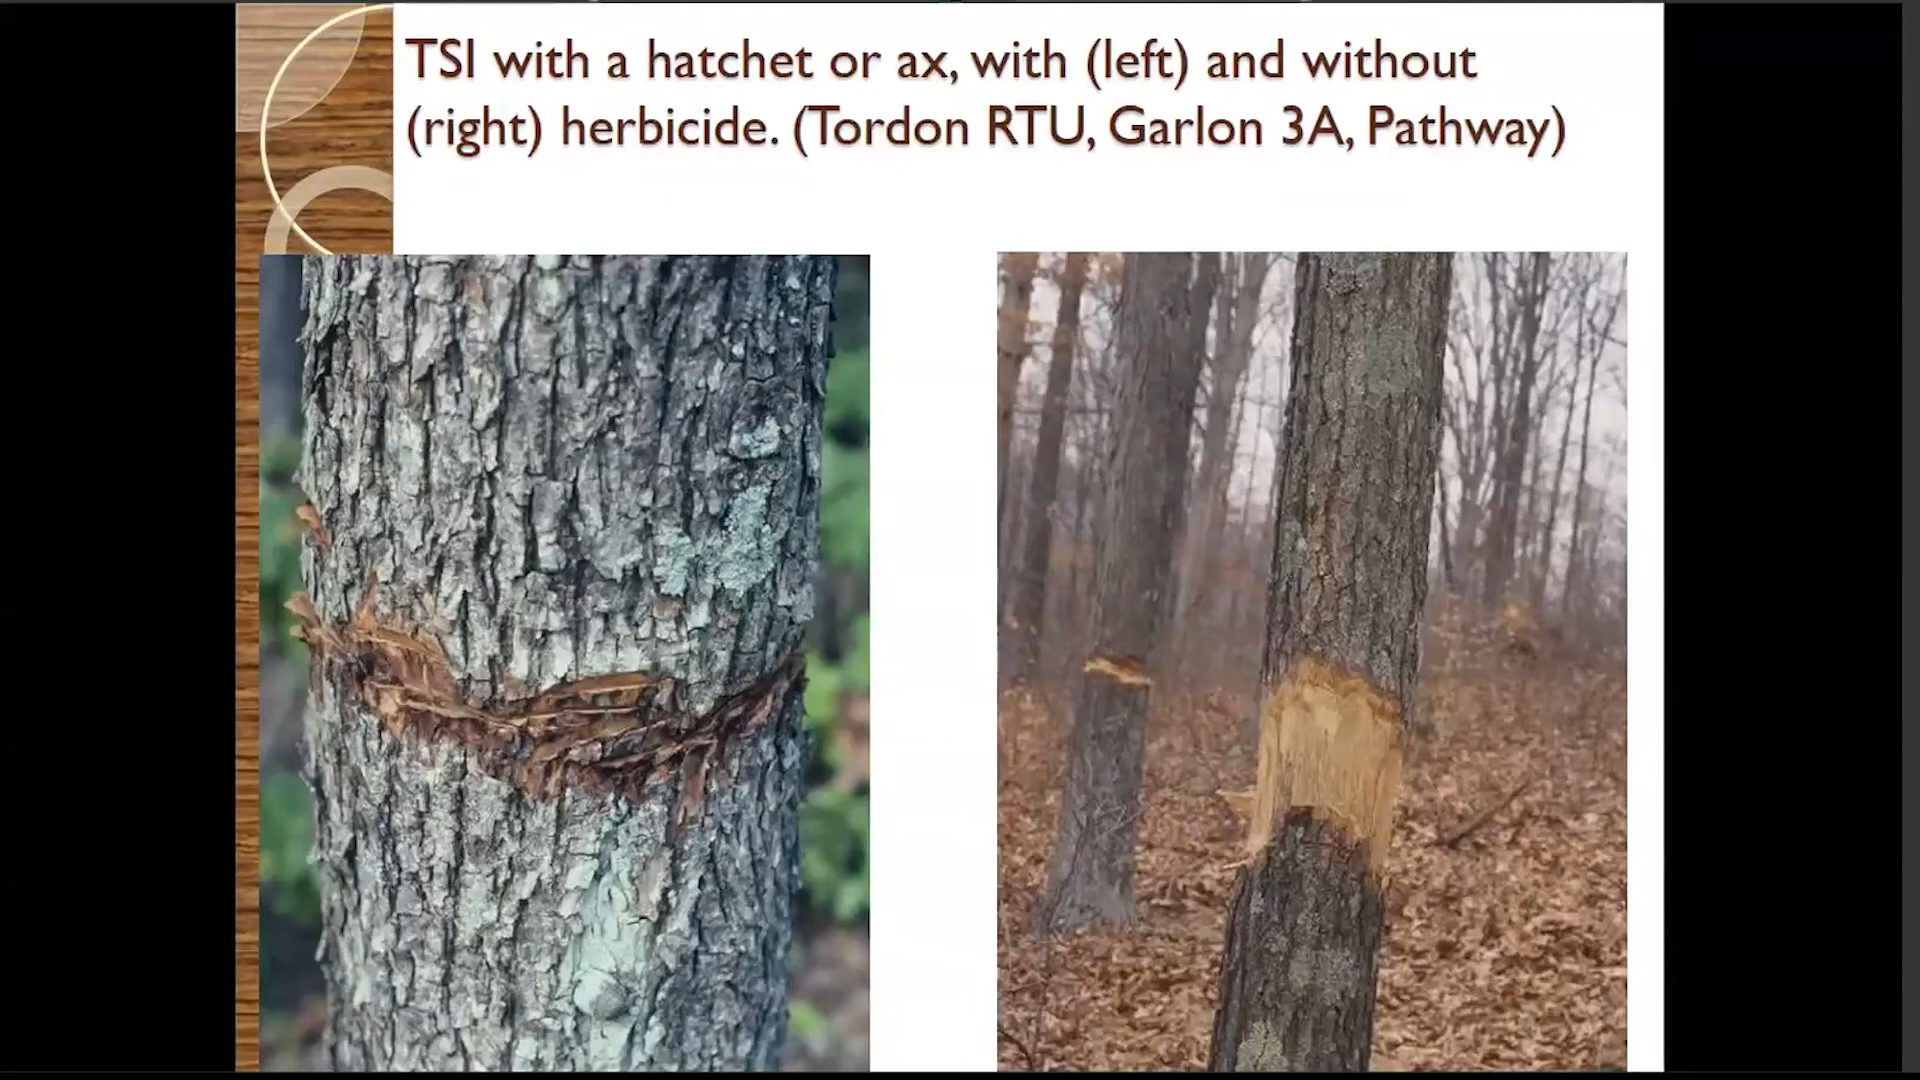 TSI with a hatchet or ax, with (left) and without
(right) herbicide. (Tordon RTU, Garlon 3A, Pathway)